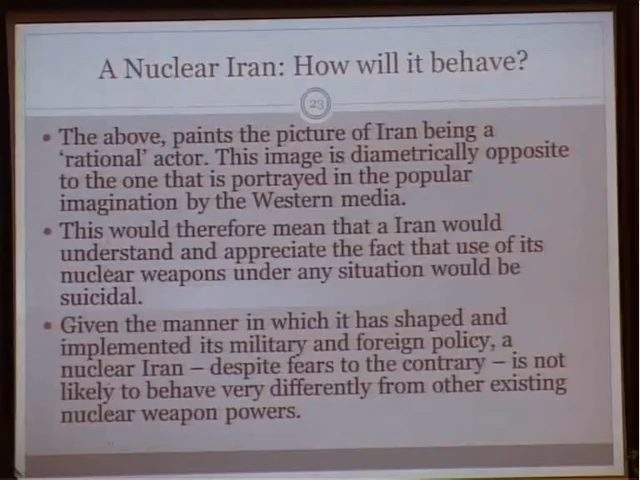 A Nuclear Iran: How will it behave?
23
• The above, paints the picture of Iran being a
'rational' actor. This image is diametrically opposite
to the one that is portrayed in the popular
imagination by the Western media.
• This would therefore mean that a Iran would
understand and appreciate the fact that use of its
nuclear weapons under any situation would be
suicidal.
• Given the manner in which it has shaped and
implemented its military and foreign policy, a
nuclear Iran – despite fears to the contrary – is not
likely to behave very differently from other existing
nuclear weapon powers.